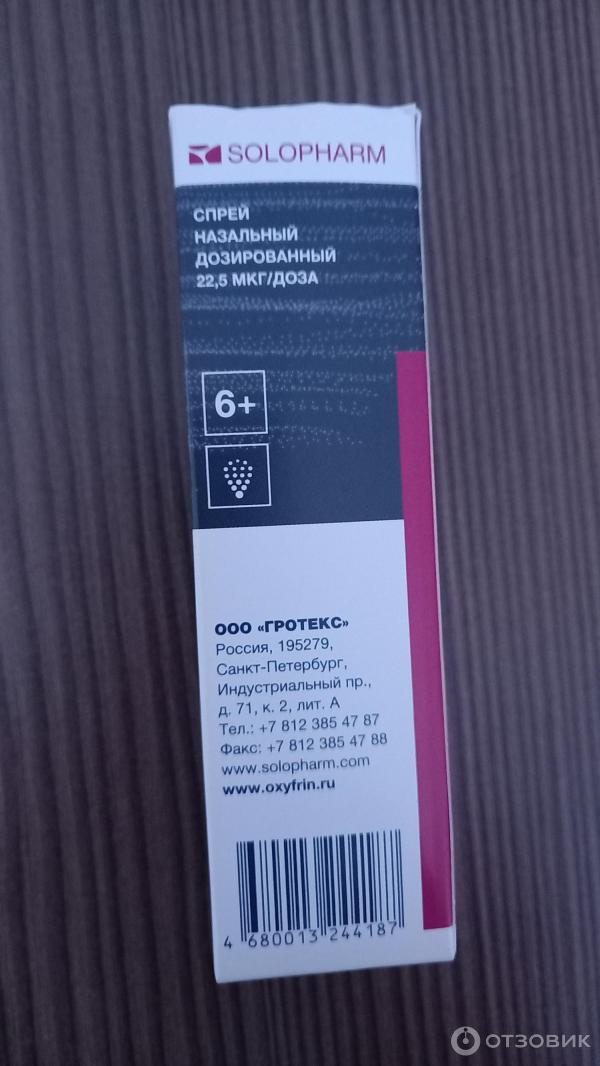 SOLOPHARM
СПРЕЙ
НАЗАЛЬНЫЙ
ДОЗИРОВАННЫЙ
22,5 МКГ/ДОЗА
6+
ООО «ГРОТЕКС»
Россия, 195279,
Санкт-Петербург,
Индустриальный пр.,
д. 71, к. 2, лит. А
Тел.: +7 812 385 47 87
Факс: +7 812 385 47 88
www.solopharm.com
www.oxyfrin.ru
4 680013 244187
ОТЗОВИК